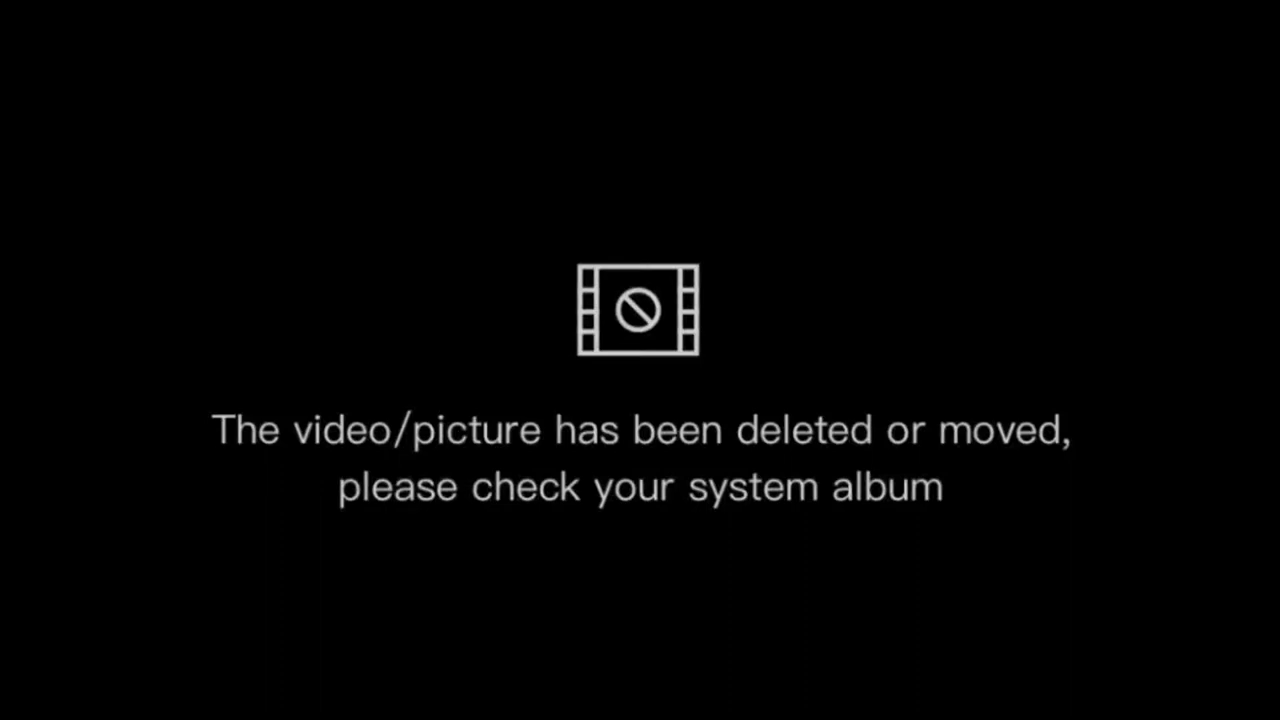 The video/picture has been deleted or moved,
please check your system album